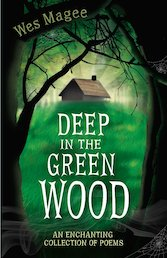 Wes Magee
DEEP
IN THE
GREEN
WOOD
AN ENCHANTING
COLLECTION OF POEMS